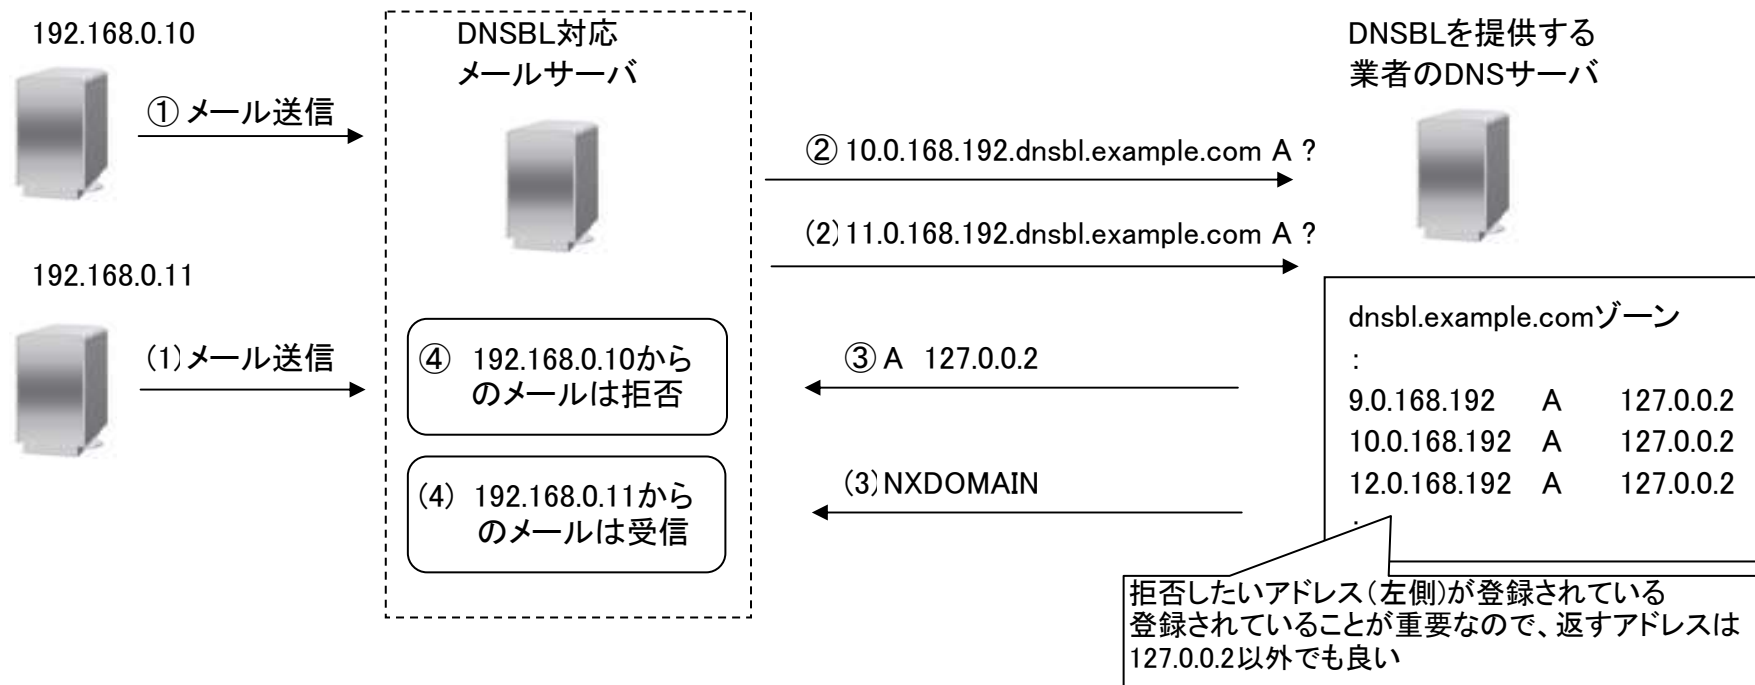 192.168.0.10
① メール送信
192.168.0.11
(1)メール送信
DNSBL対応
メールサーバ
④ 192.168.0.10から
のメールは拒否
(4) 192.168.0.11から
のメールは受信
② 10.0.168.192.dnsbl.example.com A ?
(2)11.0.168.192.dnsbl.example.com A ?
③ A 127.0.0.2
(3)NXDOMAIN
DNSBLを提供する
業者のDNSサーバ
dnsbl.example.comゾーン
:
9.0.168.192 A 127.0.0.2
10.0.168.192 A 127.0.0.2
12.0.168.192 A 127.0.0.2
:
拒否したいアドレス(左側)が登録されている
登録されていることが重要なので、返すアドレスは
127.0.0.2以外でも良い